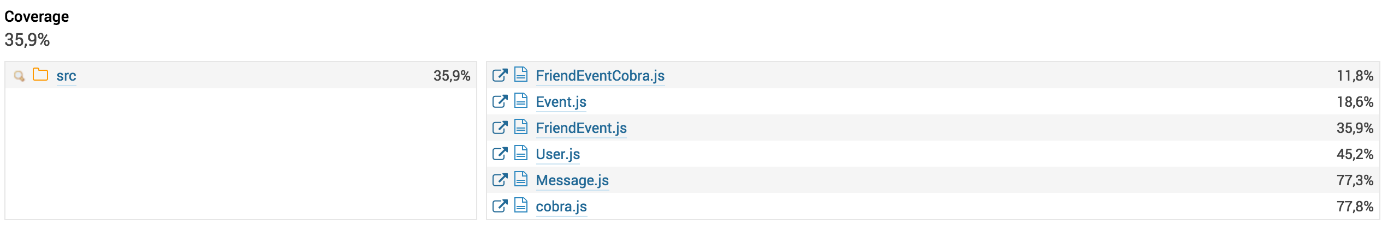 Coverage
35,9%
src 35,9%
FriendEventCobra.js 11,8%
Event.js 18,6%
FriendEvent.js 35,9%
User.js 45,2%
Message.js 77,3%
cobra.js 77,8%